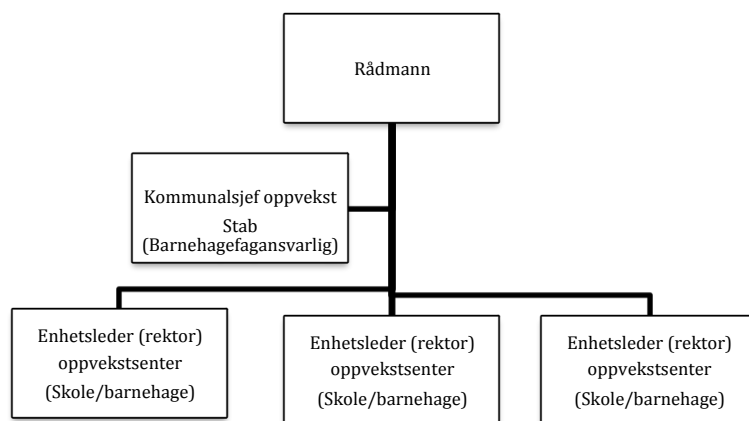 Rådmann
Kommunalsjef oppvekst
Stab
(Barnehagefagansvarlig)
Enhetsleder (rektor)
oppvekstsenter
(Skole/barnehage)
Enhetsleder (rektor)
oppvekstsenter
(Skole/barnehage)
Enhetsleder (rektor)
oppvekstsenter
(Skole/barnehage)